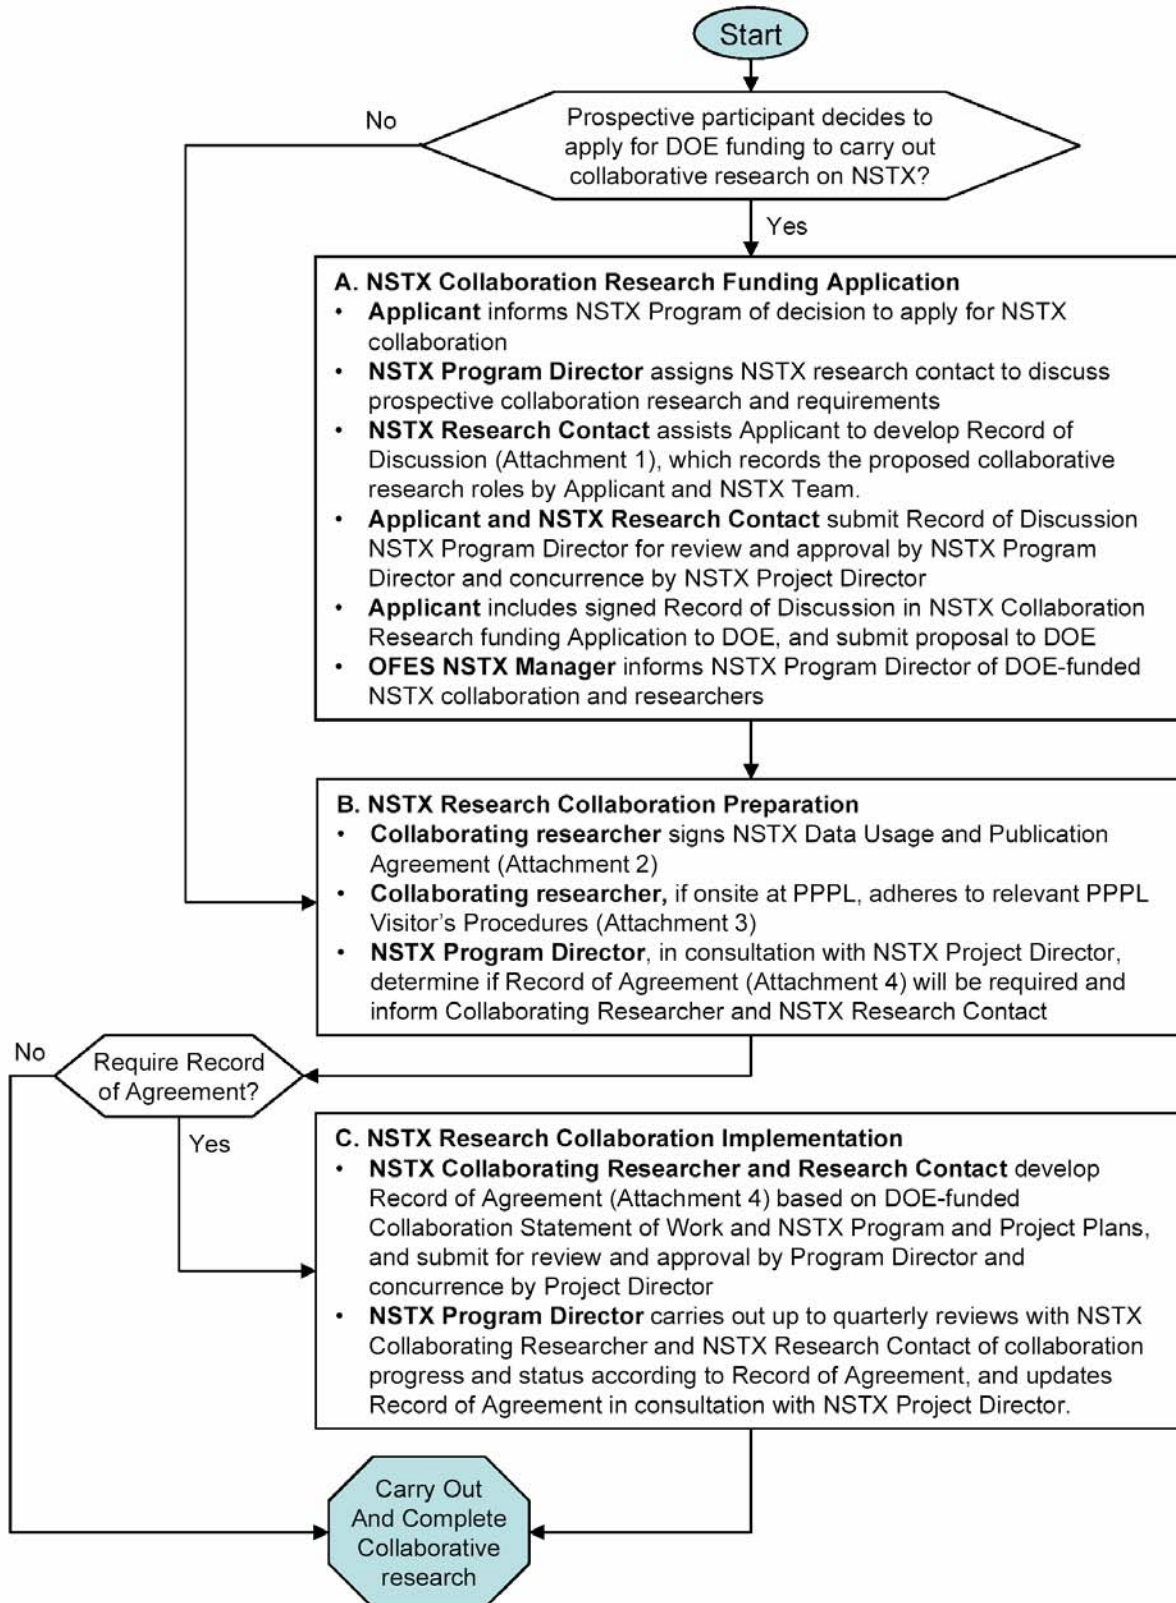 Start
Prospective participant decides to
apply for DOE funding to carry out
collaborative research on NSTX?
No
Yes
A. NSTX Collaboration Research Funding Application
• Applicant informs NSTX Program of decision to apply for NSTX
collaboration
• NSTX Program Director assigns NSTX research contact to discuss
prospective collaboration research and requirements
• NSTX Research Contact assists Applicant to develop Record of
Discussion (Attachment 1), which records the proposed collaborative
research roles by Applicant and NSTX Team.
• Applicant and NSTX Research Contact submit Record of Discussion
NSTX Program Director for review and approval by NSTX Program
Director and concurrence by NSTX Project Director
• Applicant includes signed Record of Discussion in NSTX Collaboration
Research funding Application to DOE, and submit proposal to DOE
• OFES NSTX Manager informs NSTX Program Director of DOE-funded
NSTX collaboration and researchers
B. NSTX Research Collaboration Preparation
• Collaborating researcher signs NSTX Data Usage and Publication
Agreement (Attachment 2)
• Collaborating researcher, if onsite at PPPL, adheres to relevant PPPL
Visitor's Procedures (Attachment 3)
• NSTX Program Director, in consultation with NSTX Project Director,
determine if Record of Agreement (Attachment 4) will be required and
inform Collaborating Researcher and NSTX Research Contact
No
Require Record
of Agreement?
Yes
C. NSTX Research Collaboration Implementation
• NSTX Collaborating Researcher and Research Contact develop
Record of Agreement (Attachment 4) based on DOE-funded
Collaboration Statement of Work and NSTX Program and Project Plans,
and submit for review and approval by Program Director and
concurrence by Project Director
• NSTX Program Director carries out up to quarterly reviews with NSTX
Collaborating Researcher and NSTX Research Contact of collaboration
progress and status according to Record of Agreement, and updates
Record of Agreement in consultation with NSTX Project Director.
Carry Out
And Complete
Collaborative
research